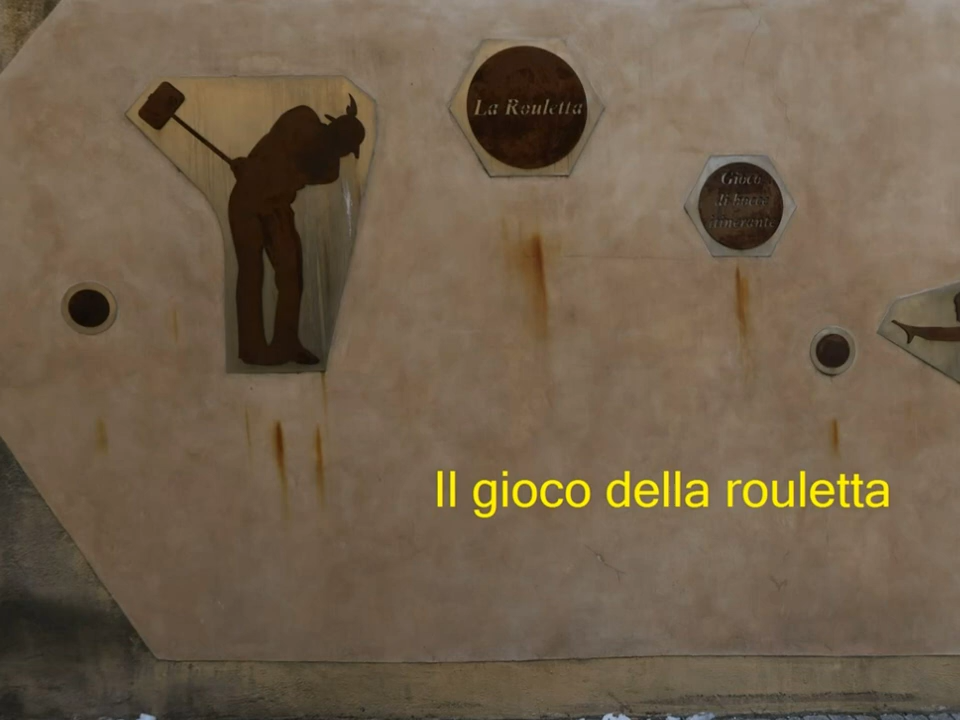 La Rouletta
Gioco
di bocce
itinerante
Il gioco della rouletta